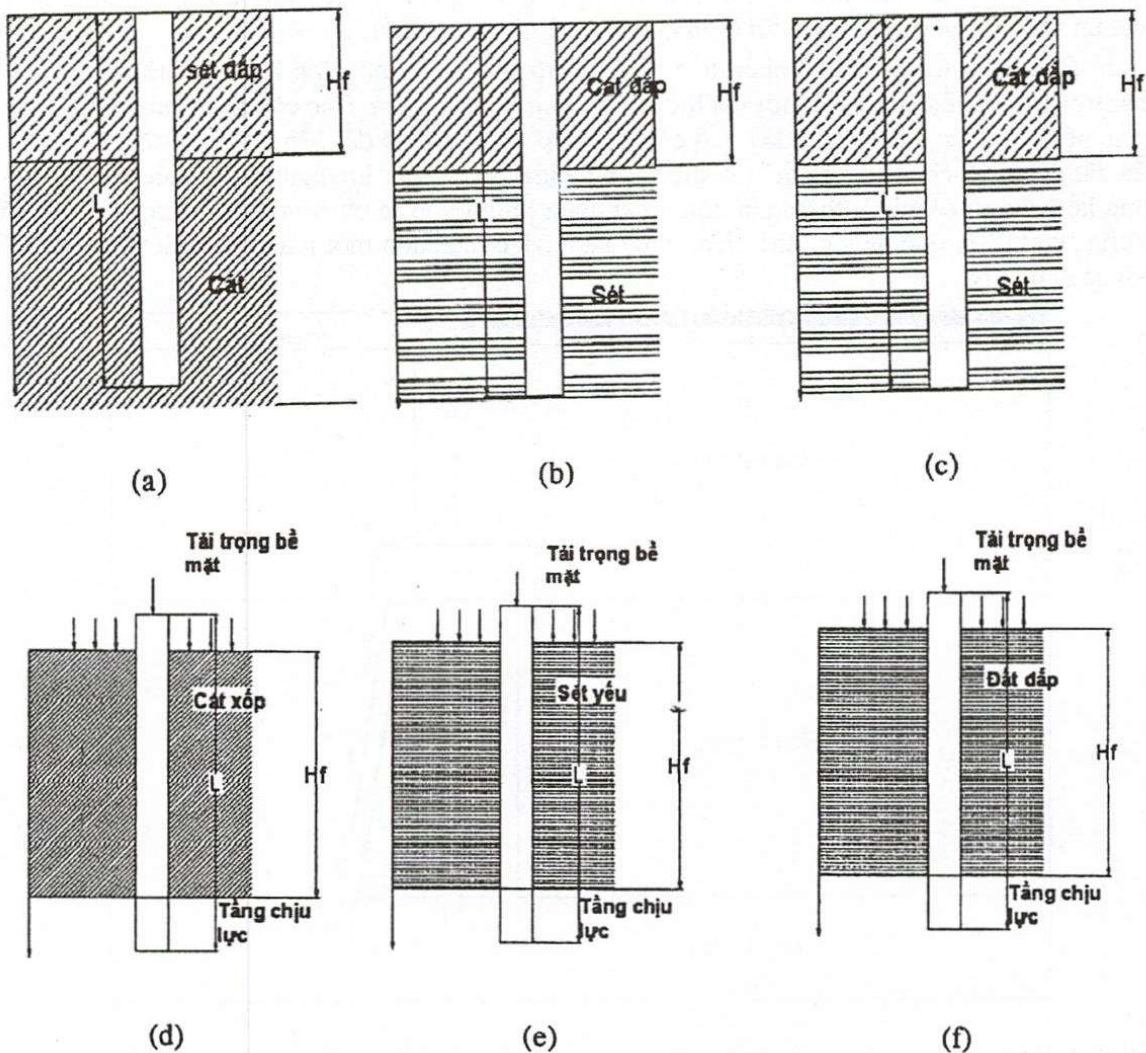 Hf
sét đắp
L
Cát
(a)
Hf
Cát đắp
L
Sét
(b)
Hf
Cát đắp
L
Sét
(c)
Tải trọng bề
mặt
Cát xốp
Hf
L
Tầng chịu
lực
(d)
Tải trọng bề
mặt
Sét yếu
Hf
L
Tầng chịu
lực
(e)
Tải trọng bề
mặt
Đất đắp
Hf
L
Tầng chịu
lực
(f)